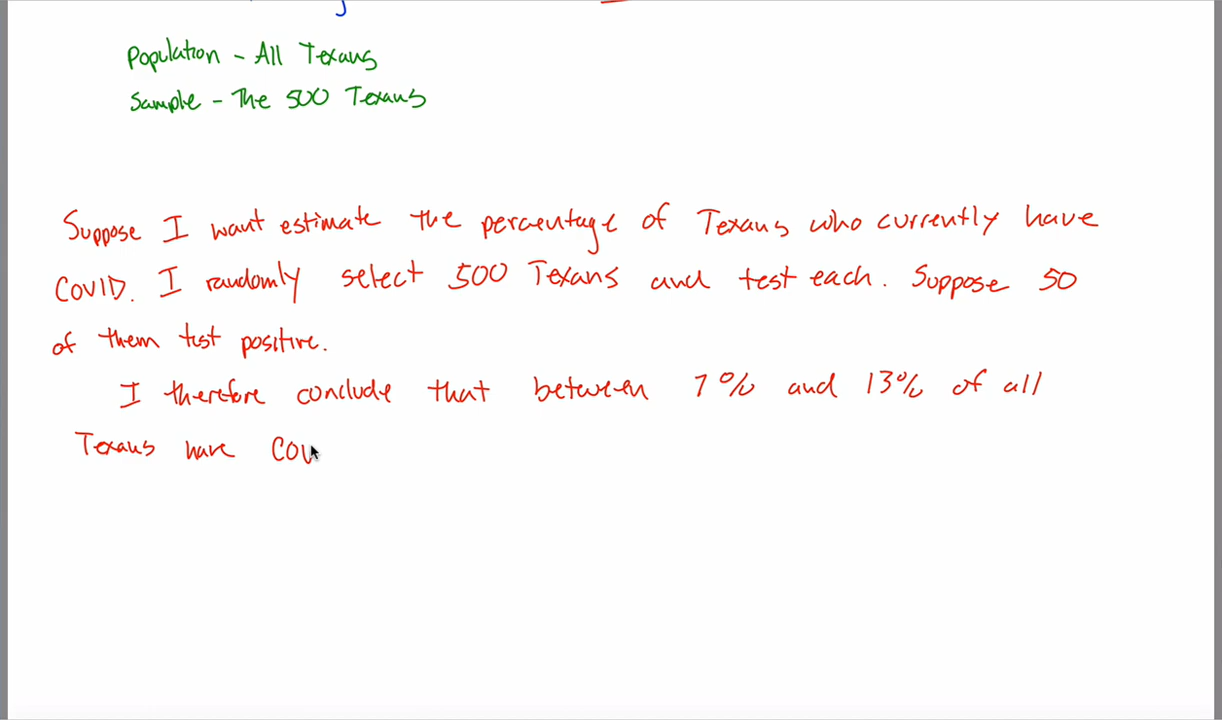 Population - All Texans
Sample - The 500 Texans
Suppose I want estimate the percentage of Texans who currently have
COVID. I randomly select 500 Texans and test each. Suppose 50
of them test positive.
I therefore conclude that between 7% and 13% of all
Texans have COV